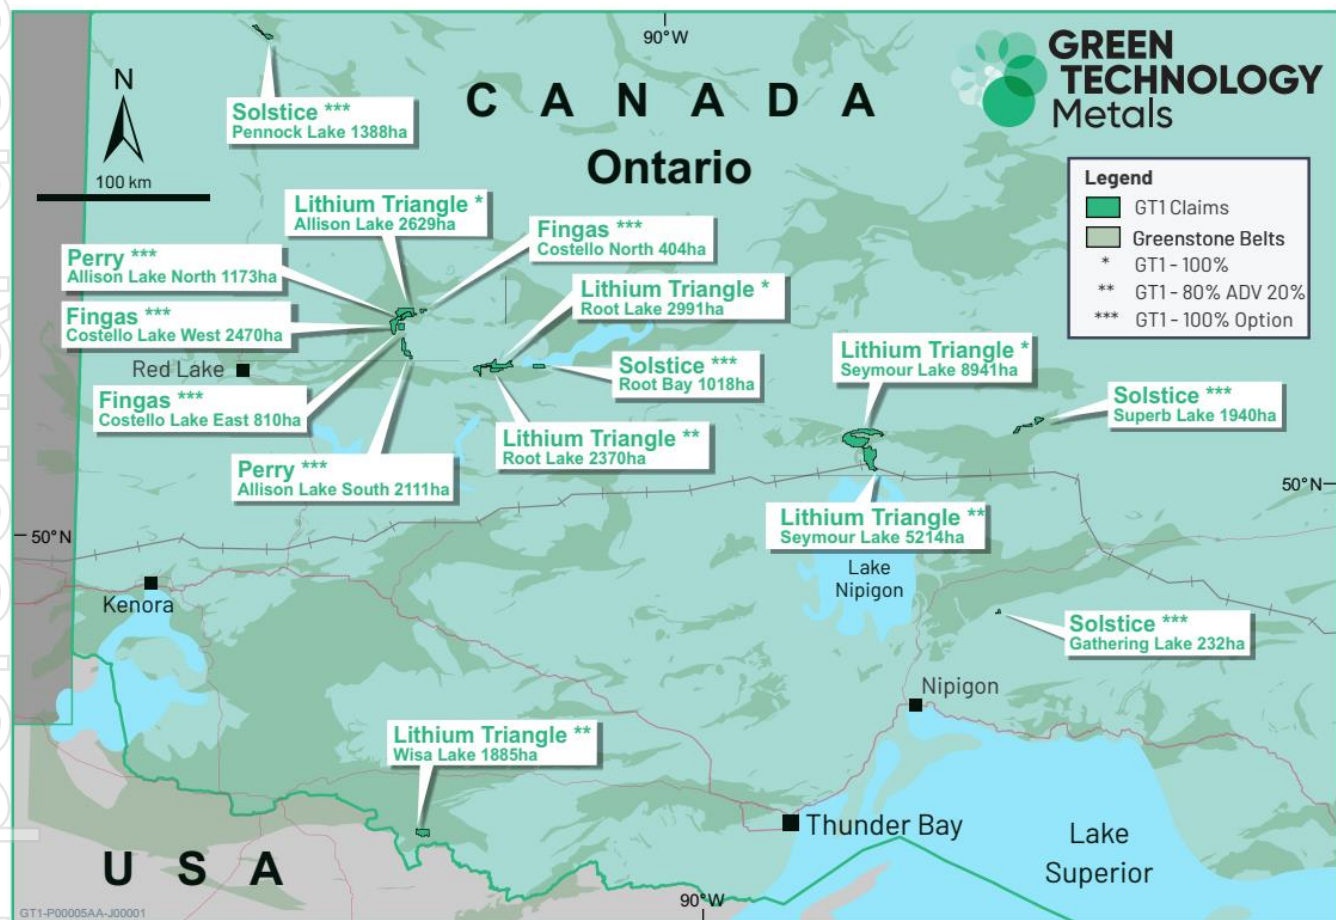 90°W
GREEN
TECHNOLOGY
Metals
C A N A D A
Ontario
N
100 km
Solstice ***
Pennock Lake 1388ha
Legend
GT1 Claims
Greenstone Belts
* GT1 - 100%
** GT1 - 80% ADV 20%
*** GT1 - 100% Option
Lithium Triangle *
Allison Lake 2629ha
Fingas ***
Costello North 404ha
Perry ***
Allison Lake North 1173ha
Lithium Triangle *
Root Lake 2991ha
Fingas ***
Costello Lake West 2470ha
Lithium Triangle *
Seymour Lake 8941ha
Red Lake
Solstice ***
Root Bay 1018ha
Fingas ***
Costello Lake East 810ha
Solstice ***
Superb Lake 1940ha
Lithium Triangle **
Root Lake 2370ha
Perry ***
Allison Lake South 2111ha
50°N
Lithium Triangle **
Seymour Lake 5214ha
50°N
Lake
Nipigon
Kenora
Solstice ***
Gathering Lake 232ha
Nipigon
Lithium Triangle **
Wisa Lake 1885ha
Thunder Bay
Lake
Superior
U S A
90°W
GT1-P00005AA-J00001